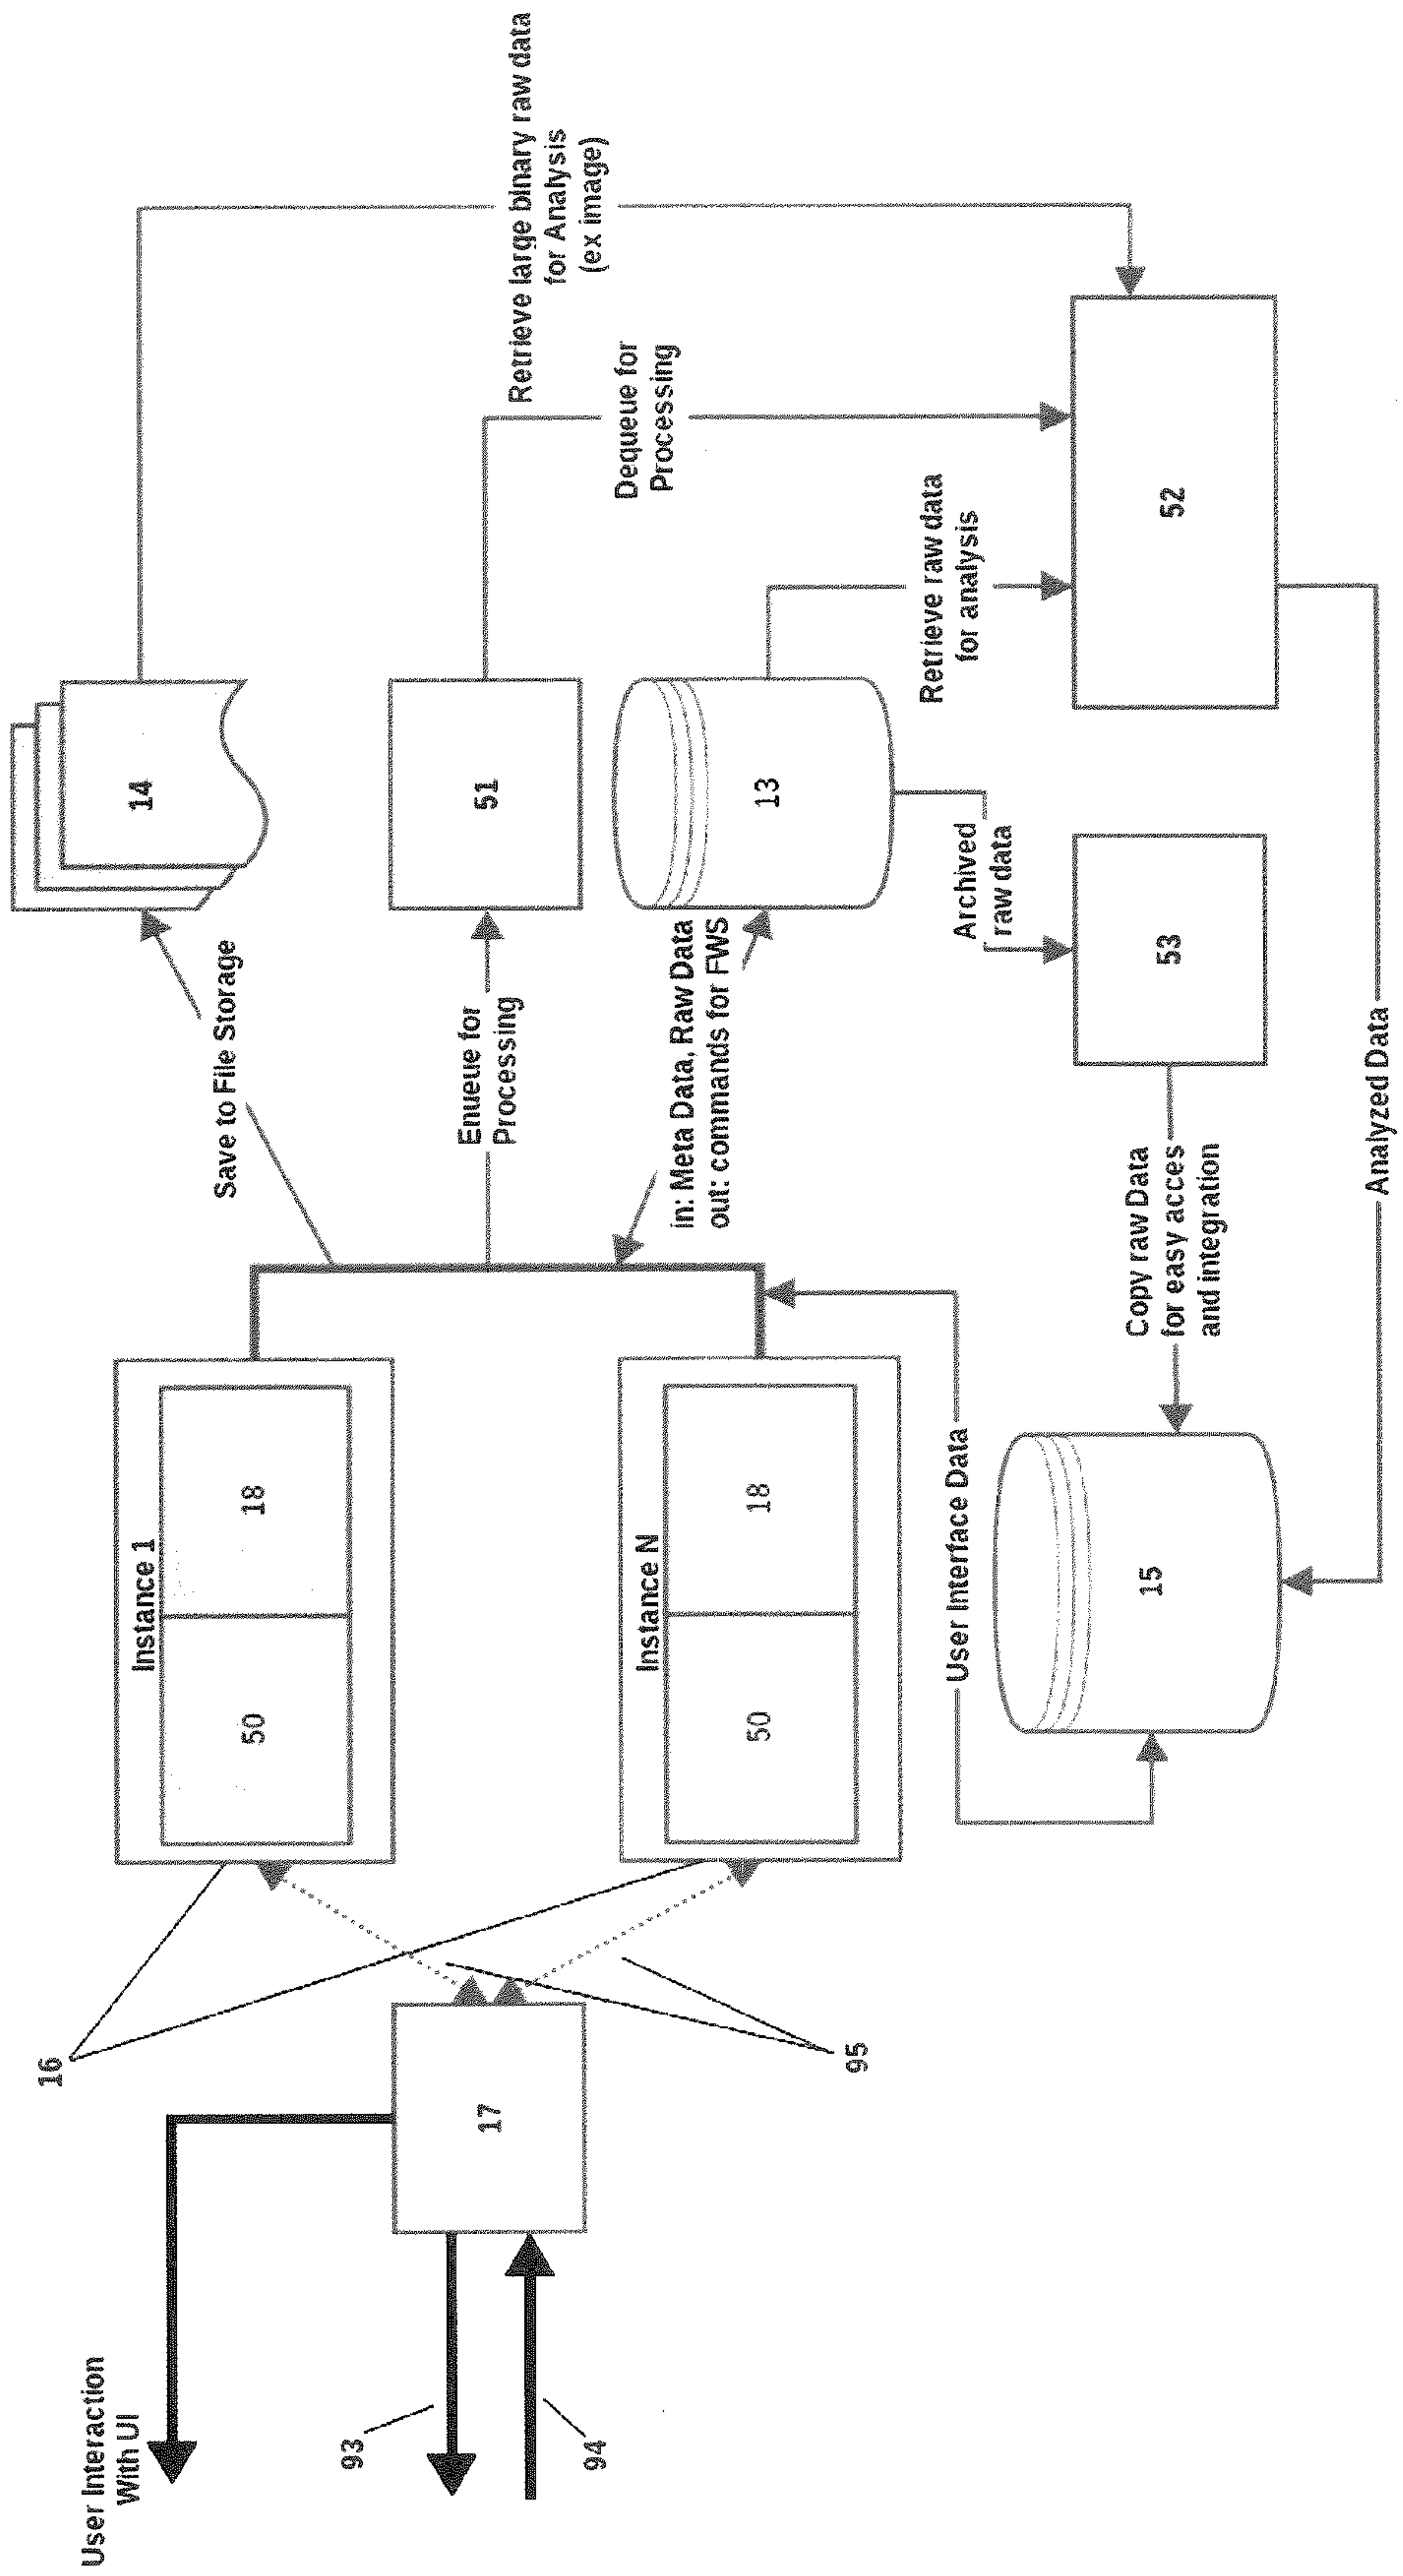 User Interaction
With UI
93
94
17
16
95
Instance 1
50
18
Instance N
50
18
Save to File Storage
Enueue for
Processing
in: Meta Data, Raw Data
out: commands for FWS
User Interface Data
14
51
13
15
Archived
raw data
53
Copy raw Data
for easy acces
and integration
Retrieve raw data
for analysis
Dequeue for
Processing
Retrieve large binary raw data
for Analysis
(ex image)
52
Analyzed Data